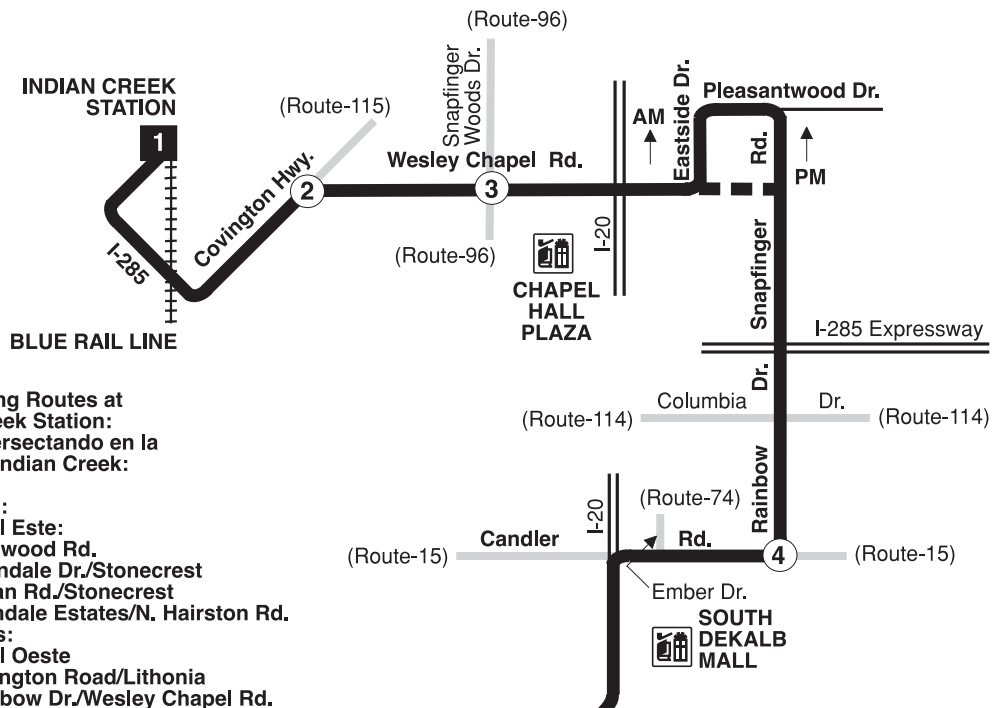 (Route-96)
INDIAN CREEK
STATION
1
(Route-115)
Snapfinger
Woods Dr.
Pleasantwood Dr.
AM
Eastside Dr.
Rd.
PM
Covington Hwy.
2
Wesley Chapel Rd.
3
I-285
(Route-96)
I-20
CHAPEL
HALL
PLAZA
Snapfinger
BLUE RAIL LINE
I-285 Expressway
Dr.
ng Routes at
eek Station:
ersectando en la
Indian Creek:
:
l Este:
wood Rd.
ndale Dr./Stonecrest
an Rd./Stonecrest
ndale Estates/N. Hairston Rd.
s:
l Oeste
ngton Road/Lithonia
bow Dr./Wesley Chapel Rd.
(Route-114)
Columbia
Dr.
(Route-114)
Rainbow
I-20
(Route-74)
(Route-15)
Candler
Rd.
4
(Route-15)
Ember Dr.
SOUTH
DEKALB
MALL